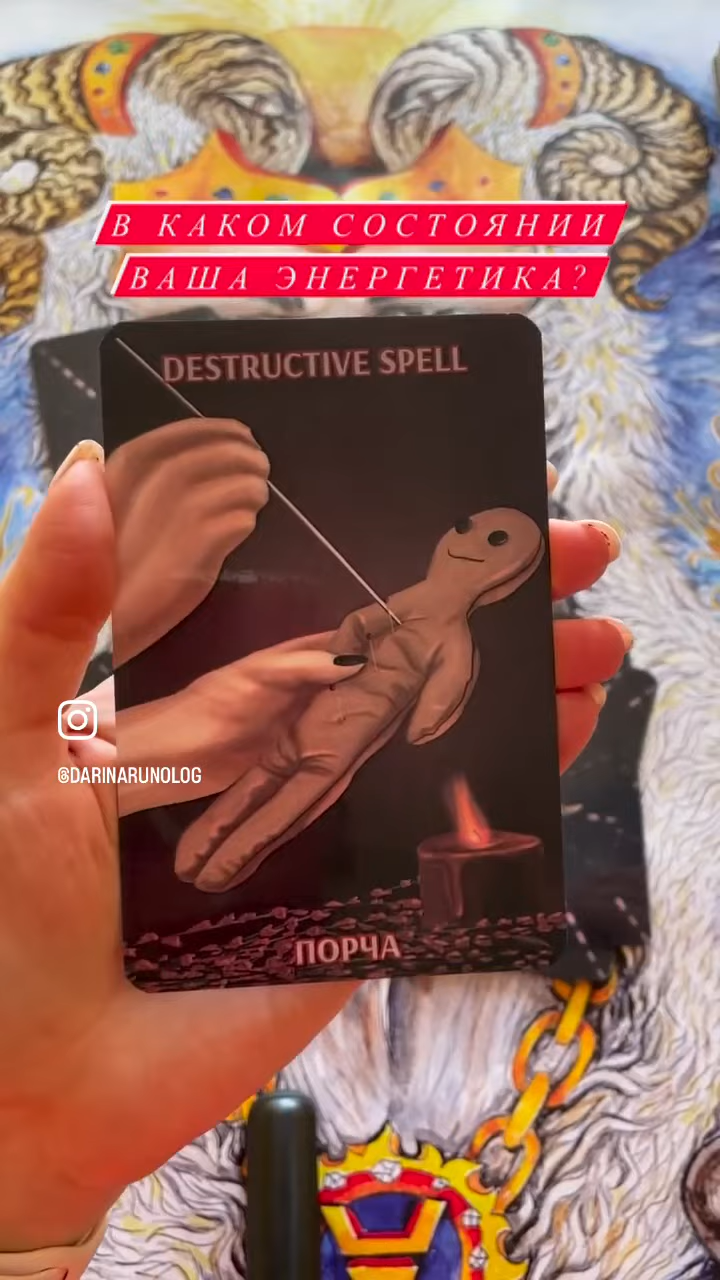 В КАКОМ СОСТОЯНИИ
ВАША ЭНЕРГЕТИКА?
DESTRUCTIVE SPELL
@DARINARUNOLOG
ПОРЧА